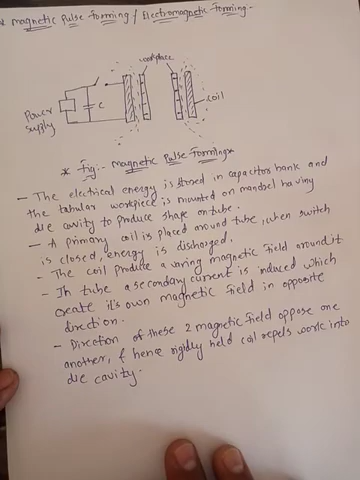 * Magnetic Pulse Forming / Electromagnetic Forming -
workpiece
Power
supply
C
coil
* Fig:- Magnetic Pulse Forming*
- The electrical energy is stored in capacitor bank and
the tabular workpiece is mounted on mandrel having
die cavity to produce shape on tube.
- A primary coil is placed around tube, when switch
is closed, energy is discharged.
- The coil produce a varing magnetic field around it
- In tube a secondary current is induced which
create it's own magnetic field in opposite
direction.
- Direction of these 2 magnetic field oppose one
another, & hence rigidly held coil repels work into
die cavity.